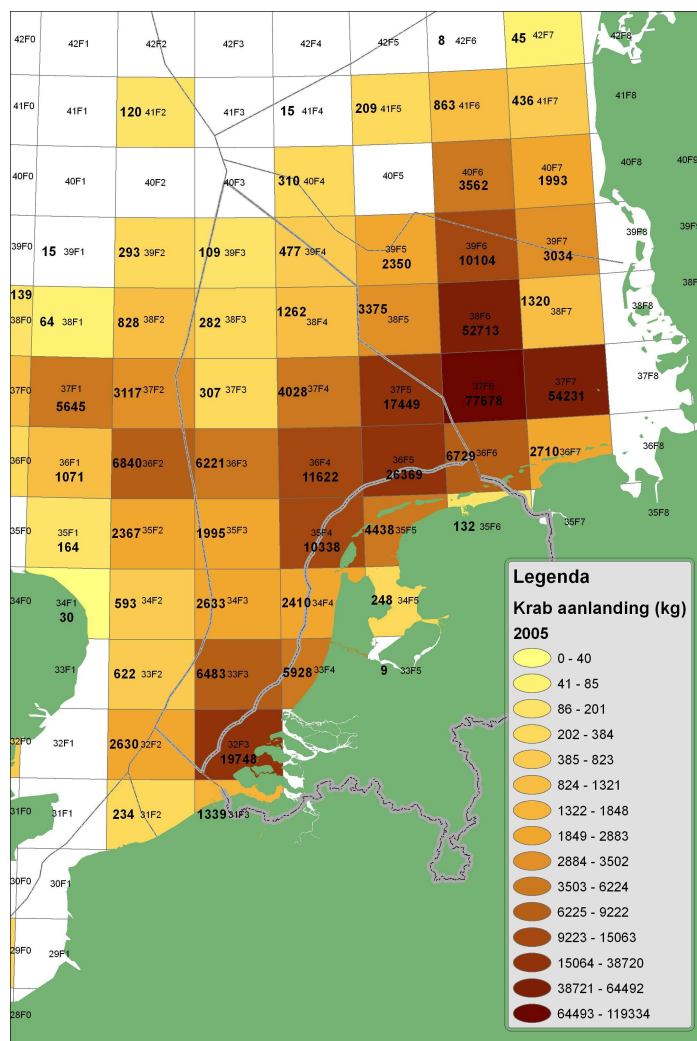 42F0 42F1 42F2 42F3 42F4 42F5 8 42F6 45 42F7 42F8
41F0 41F1 120 41F2 41F3 15 41F4 209 41F5 863 41F6 436 41F7 41F8
40F0 40F1 40F2 40F3 310 40F4 40F5 40F6 40F7 40F8 40F9
3562 1993
39F0 15 39F1 293 39F2 109 39F3 477 39F4 39F5 39F6 39F7 39F8 39F9
2350 10104 3034
139
38F0 64 38F1 828 38F2 282 38F3 1262 38F4 3375 38F5 38F6 1320 38F7 38F8 38F9
52713
37F0 37F1 3117 37F2 307 37F3 4028 37F4 37F5 37F6 37F7 37F8
5645 17449 77678 54231
36F0 36F1 6840 36F2 6221 36F3 36F4 36F5 6729 36F6 2710 36F7 36F8
1071 11622 26369
35F0 35F1 2367 35F2 1995 35F3 35F4 4438 35F5 132 35F6 35F7 35F8
164 10338
34F0 34F1 593 34F2 2633 34F3 2410 34F4 248 34F5
30
33F1 622 33F2 6483 33F3 5928 33F4 9 33F5
32F0 32F1 2630 32F2 32F3
19748
31F0 31F1 234 31F2 1339 31F3
30F0 30F1
29F0 29F1
28F0
Legenda
Krab aanlanding (kg)
2005
0 - 40
41 - 85
86 - 201
202 - 384
385 - 823
824 - 1321
1322 - 1848
1849 - 2883
2884 - 3502
3503 - 6224
6225 - 9222
9223 - 15063
15064 - 38720
38721 - 64492
64493 - 119334